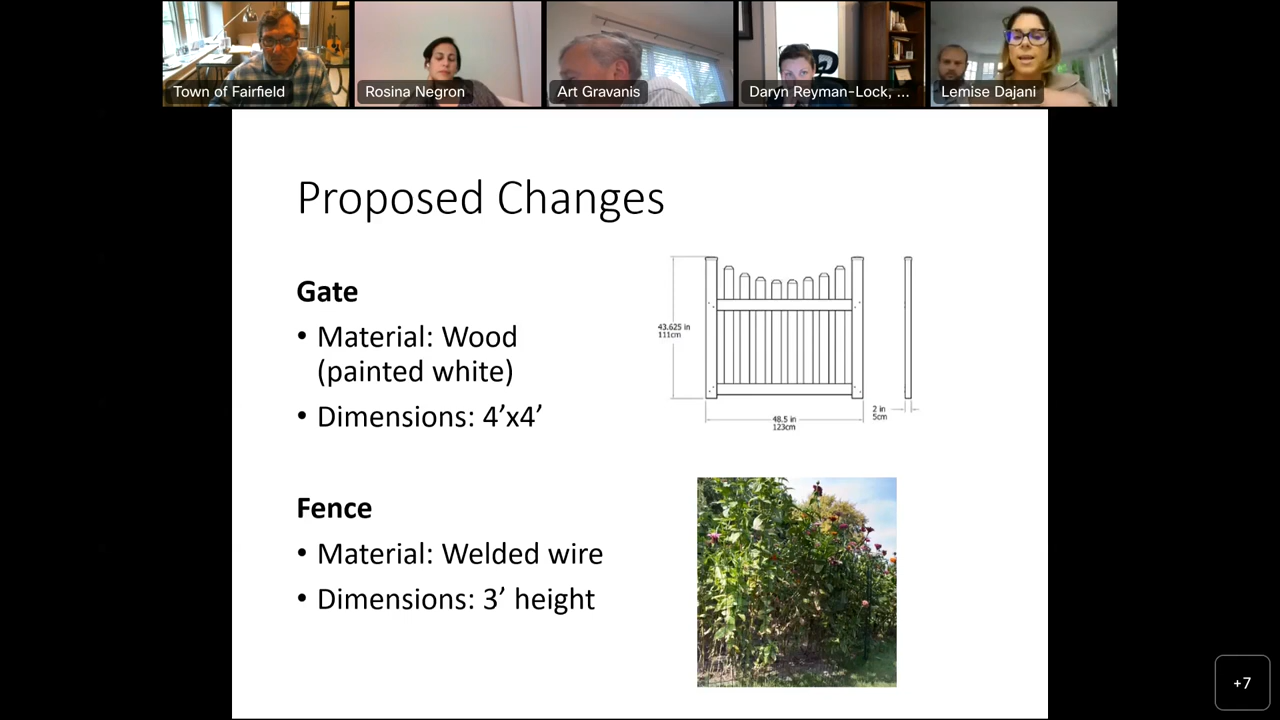 Town of Fairfield
Rosina Negron
Art Gravanis
Daryn Reyman-Lock, ...
Lemise Dajani
Proposed Changes
Gate
• Material: Wood
(painted white)
• Dimensions: 4’x4’
43.625 in
111cm
48.5 in
123cm
2 in
5cm
Fence
• Material: Welded wire
• Dimensions: 3’ height
+7